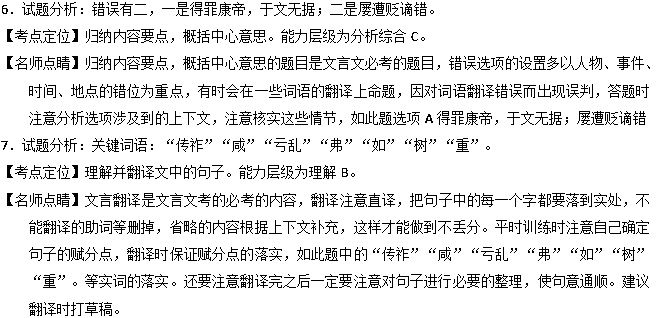 6．试题分析：错误有二，一是得罪康帝，于文无据；二是屡遭贬谪错。
【考点定位】归纳内容要点，概括中心意思。能力层级为分析综合 C。
【名师点睛】归纳内容要点，概括中心意思的题目是文言文必考的题目，错误选项的设置多以人物、事件、
时间、地点的错位为重点，有时会在一些词语的翻译上命题，因对词语翻译错误而出现误判，答题时
注意分析选项涉及到的上下文，注意核实这些情节，如此题选项 A 得罪康帝，于文无据；屡遭贬谪错
7．试题分析：关键词语：“传祚”“咸”“亏乱”“弗”“如”“树”“重”。
【考点定位】理解并翻译文中的句子。能力层级为理解 B。
【名师点睛】文言翻译是文言文考的必考的内容，翻译注意直译，把句子中的每一个字都要落到实处，不
能翻译的助词等删掉，省略的内容根据上下文补充，这样才能做到不丢分。平时训练时注意自己确定
句子的赋分点，翻译时保证赋分点的落实，如此题中的“传祚”“咸”“亏乱”“弗”“如”“树”
“重”。等实词的落实。还要注意翻译完之后一定要注意对句子进行必要的整理，使句意通顺。建议
翻译时打草稿。